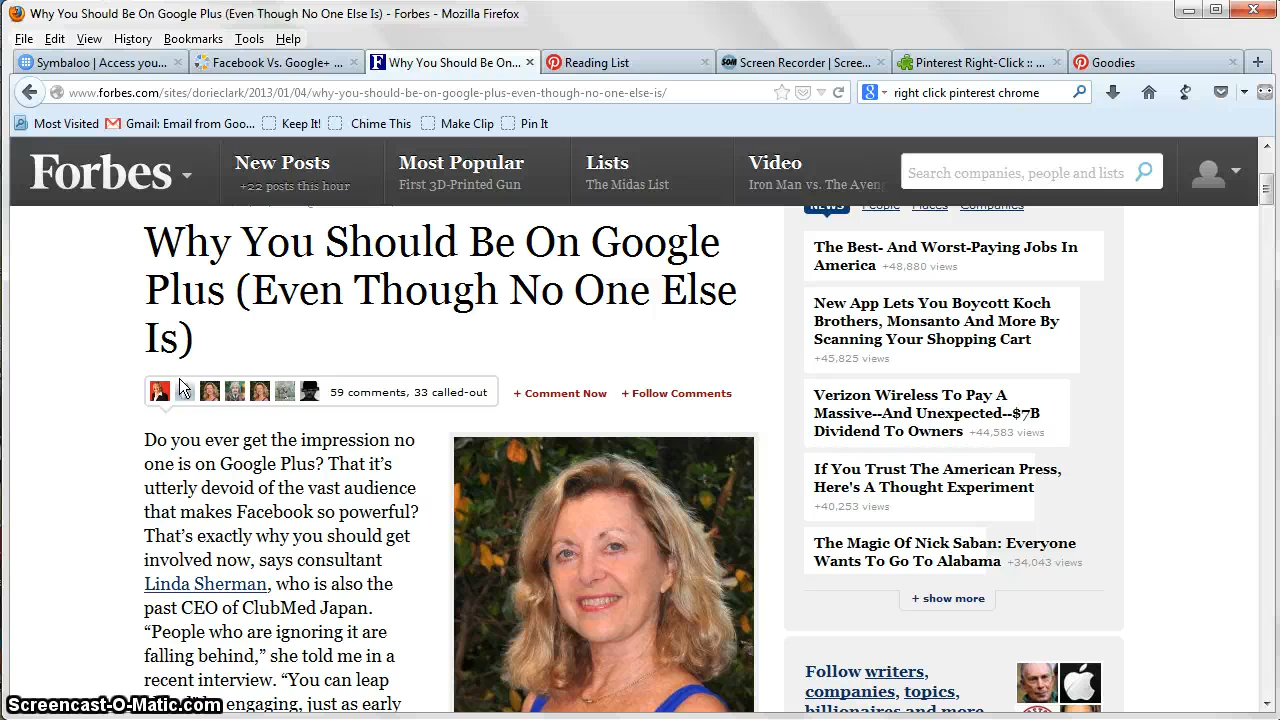 Why You Should Be On Google Plus (Even Though No One Else Is) - Forbes - Mozilla Firefox
File Edit View History Bookmarks Tools Help
Symbaloo | Access you... Facebook Vs. Google+ ... Why You Should Be On... Reading List Screen Recorder | Scree... Pinterest Right-Click :: ... Goodies
www.forbes.com/sites/dorieclark/2013/01/04/why-you-should-be-on-google-plus-even-though-no-one-else-is/ right click pinterest chrome
Most Visited Gmail: Email from Goo... Keep It! Chime This Make Clip Pin It
Forbes New Posts Most Popular Lists Video Search companies, people and lists
+22 posts this hour First 3D-Printed Gun The Midas List Iron Man vs. The Aven
NEWS People Places Companies
Why You Should Be On Google
Plus (Even Though No One Else
Is)
59 comments, 33 called-out + Comment Now + Follow Comments
Do you ever get the impression no
one is on Google Plus? That it's
utterly devoid of the vast audience
that makes Facebook so powerful?
That's exactly why you should get
involved now, says consultant
Linda Sherman, who is also the
past CEO of ClubMed Japan.
“People who are ignoring it are
falling behind,” she told me in a
recent interview. “You can leap
engaging, just as early
The Best- And Worst-Paying Jobs In
America +48,880 views
New App Lets You Boycott Koch
Brothers, Monsanto And More By
Scanning Your Shopping Cart
+45,825 views
Verizon Wireless To Pay A
Massive--And Unexpected--$7B
Dividend To Owners +44,583 views
If You Trust The American Press,
Here's A Thought Experiment
+40,253 views
The Magic Of Nick Saban: Everyone
Wants To Go To Alabama +34,043 views
+ show more
Follow writers,
companies, topics,
billionaires and more
Screencast-O-Matic.com